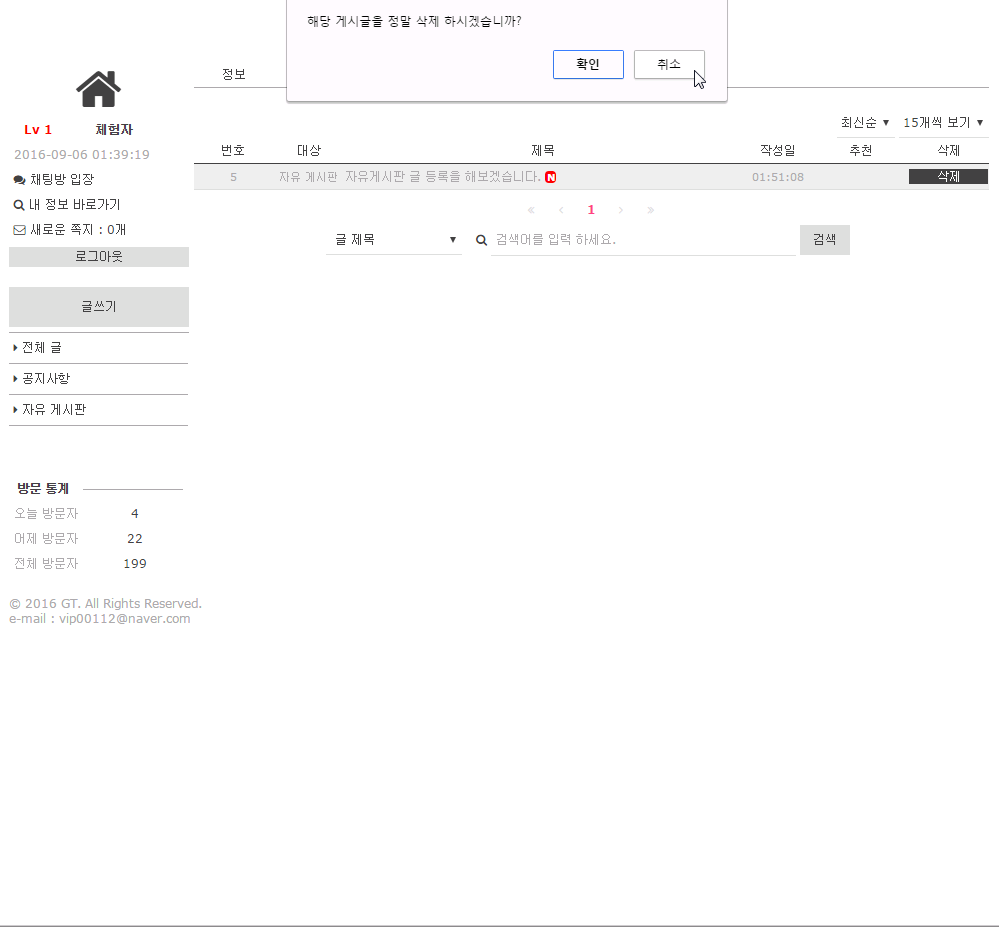 해당 게시글을 정말 삭제 하시겠습니까?
확인 취소
정보
Lv 1 체험자
2016-09-06 01:39:19
채팅방 입장
내 정보 바로가기
새로운 쪽지 : 0개
로그아웃
글쓰기
전체 글
공지사항
자유 게시판
방문 통계
오늘 방문자 4
어제 방문자 22
전체 방문자 199
© 2016 GT. All Rights Reserved.
e-mail : vip00112@naver.com
최신순 ▼ 15개씩 보기 ▼
번호 대상 제목 작성일 추천 삭제
5 자유 게시판 자유게시판 글 등록을 해보겠습니다. N 01:51:08 삭제
« ‹ 1 › »
글 제목 ▼ 검색어를 입력 하세요. 검색